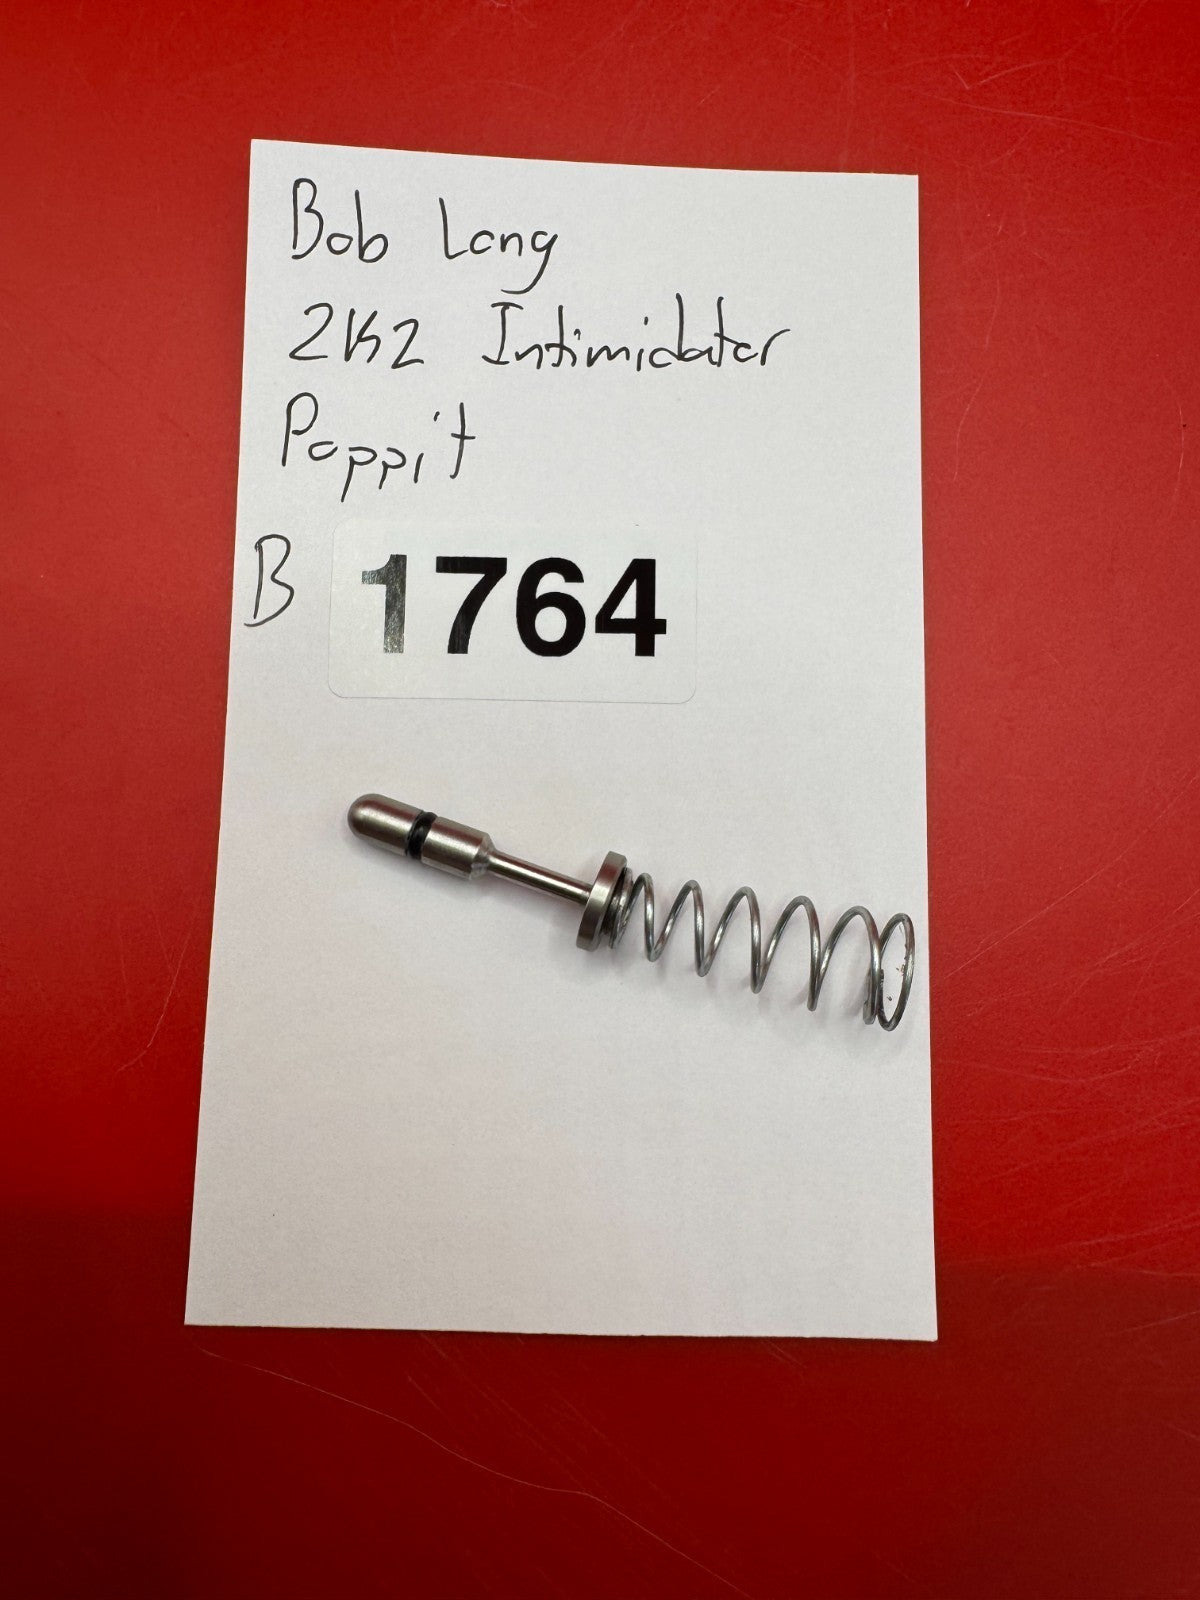 Bob Long
2K2 Intimidator
Poppit
B 1764